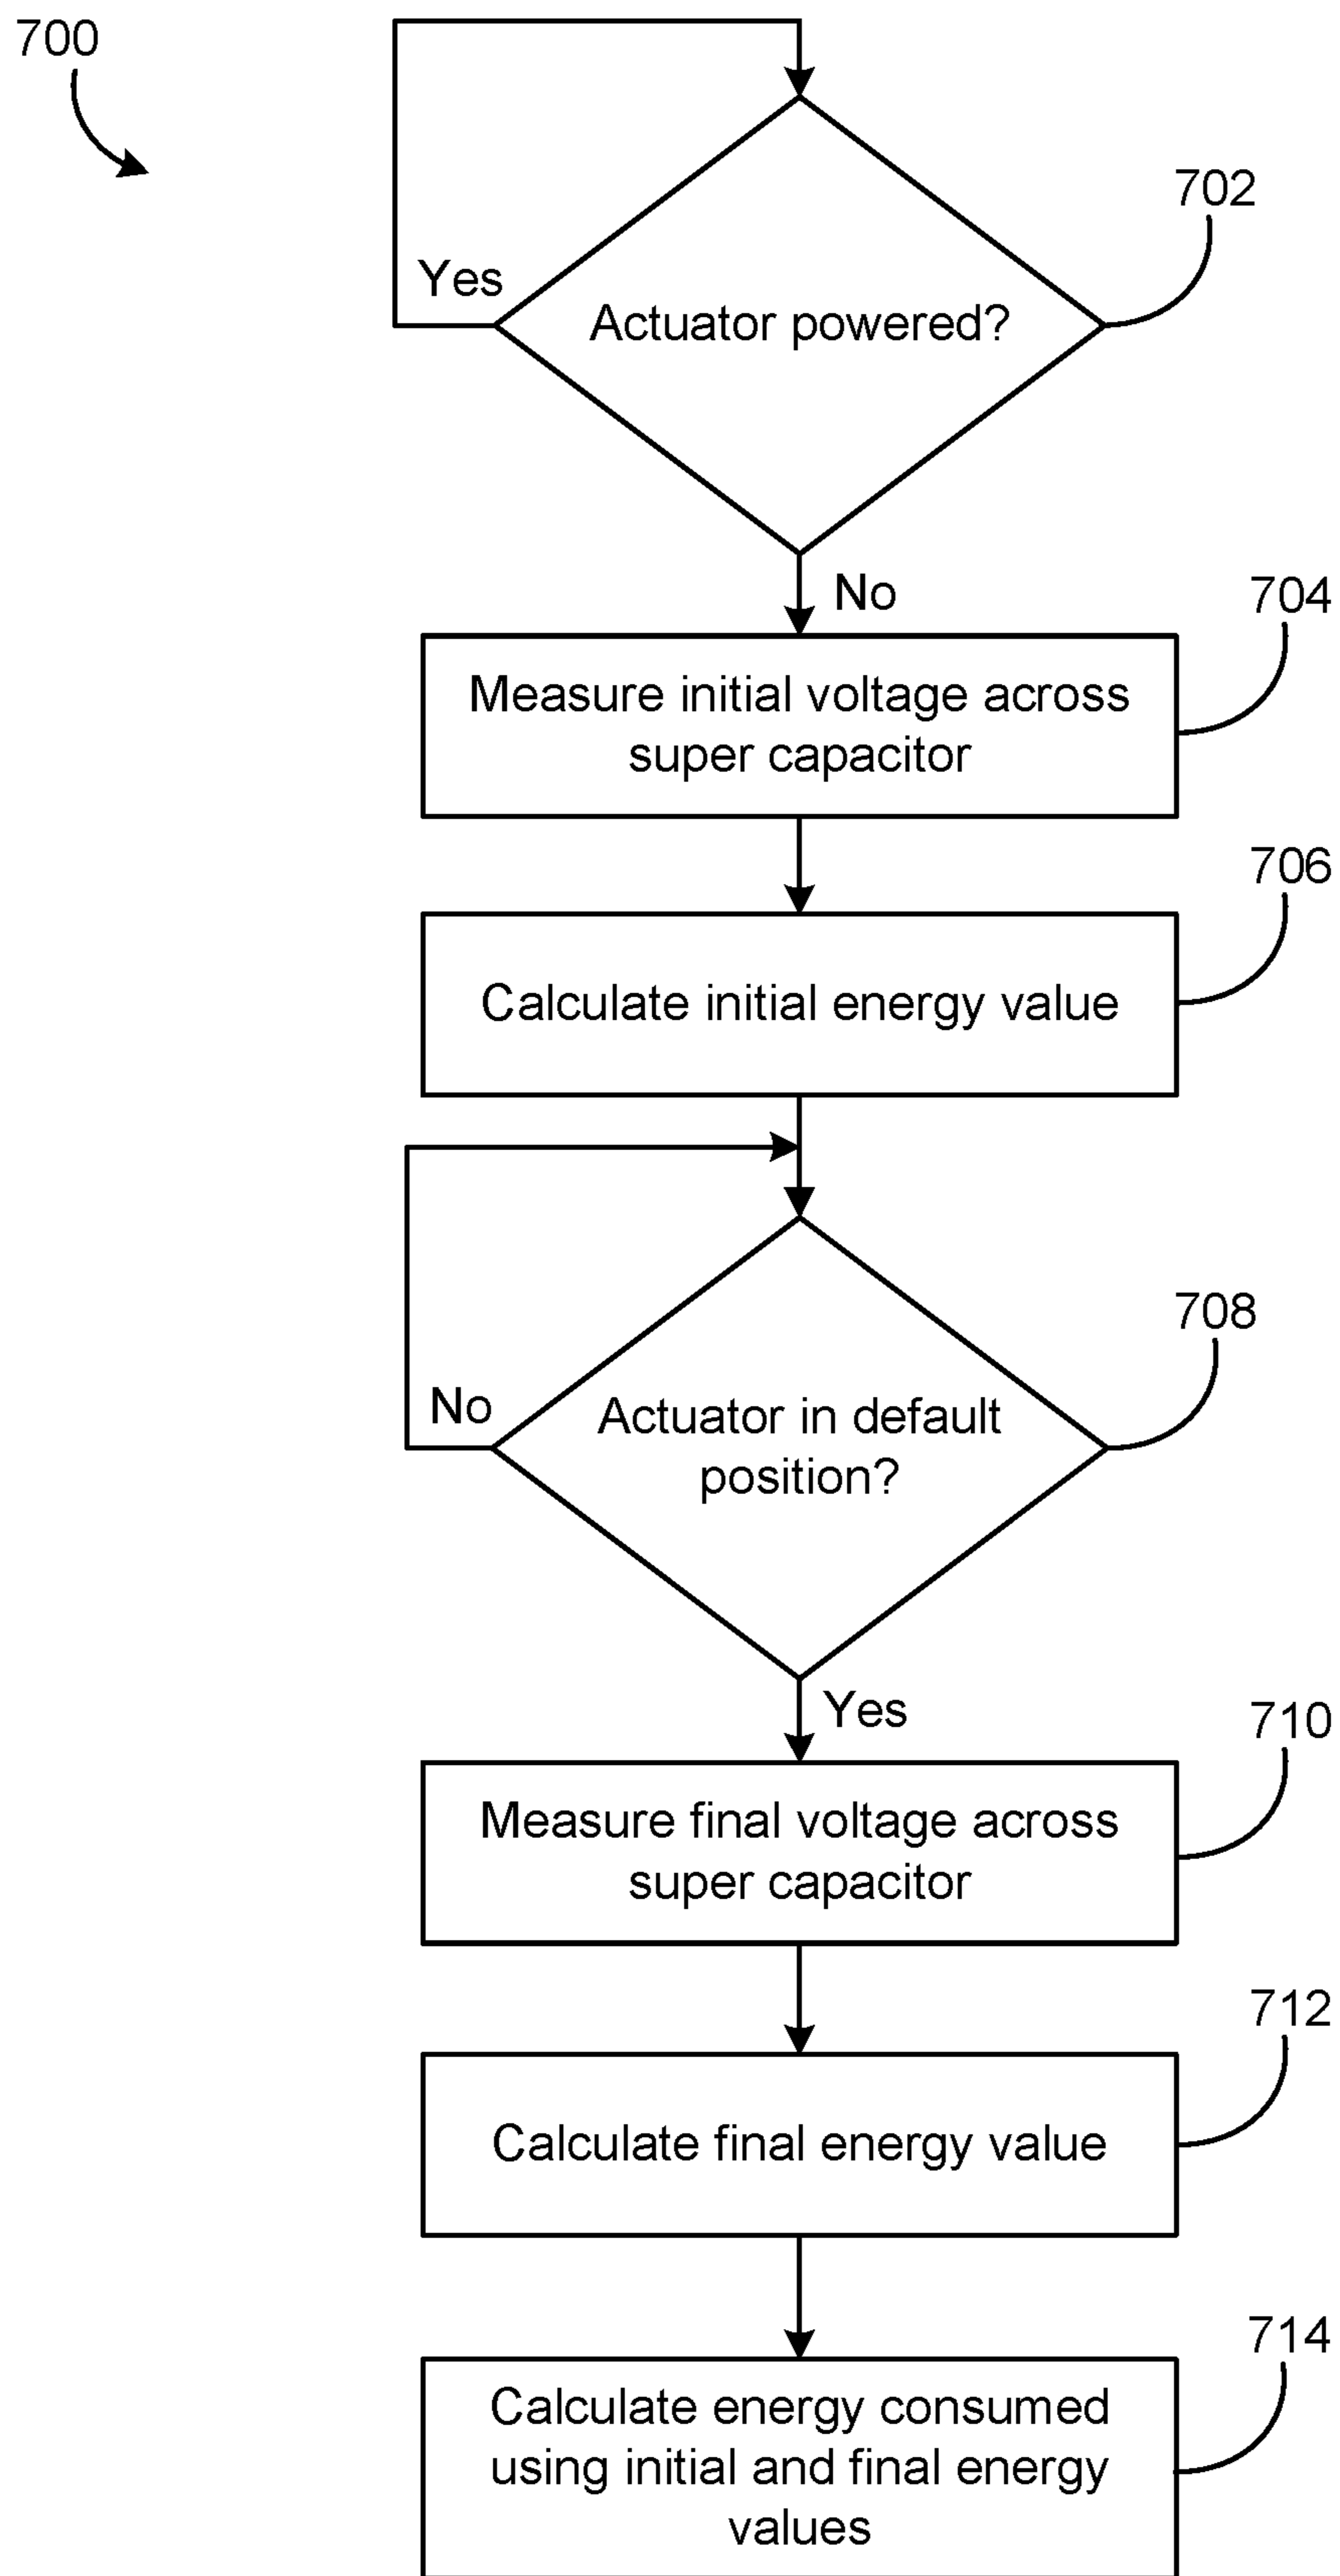 700
702
Yes
Actuator powered?
No
704
Measure initial voltage across
super capacitor
706
Calculate initial energy value
708
No
Actuator in default
position?
Yes
710
Measure final voltage across
super capacitor
712
Calculate final energy value
714
Calculate energy consumed
using initial and final energy
values